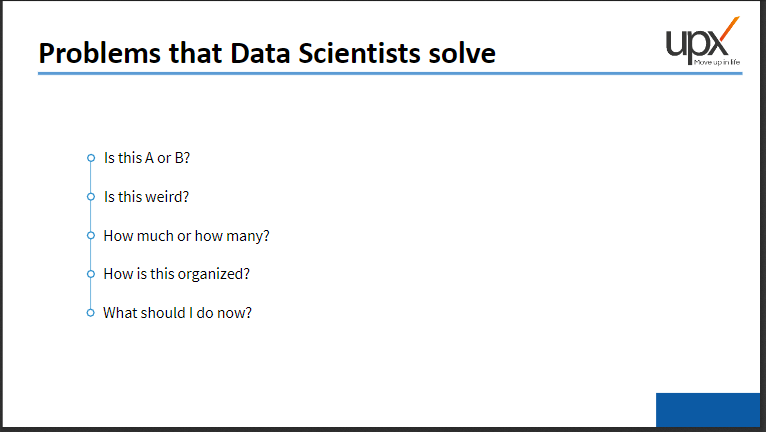 Problems that Data Scientists solve
upx
Move up in life
Is this A or B?
Is this weird?
How much or how many?
How is this organized?
What should I do now?